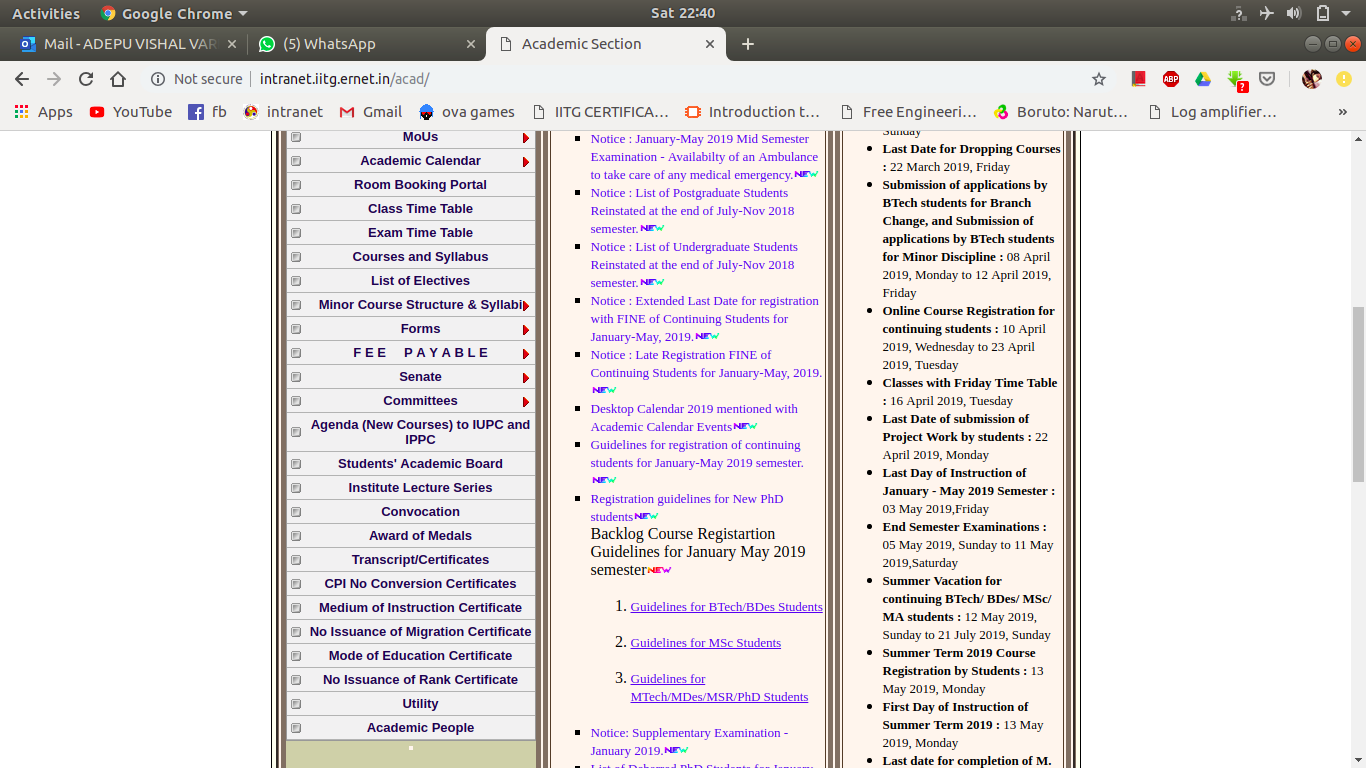 Activities
Google Chrome
Sat 22:40
Mail - ADEPU VISHAL VAR
(5) WhatsApp
Academic Section
Not secure
intranet.iitg.ernet.in/acad/
ABP
?
Apps
YouTube
fb
intranet
Gmail
ova games
IITG CERTIFICA…
Introduction t…
Free Engineeri…
Boruto: Narut…
Log amplifier…
»
MoUs
Academic Calendar
Room Booking Portal
Class Time Table
Exam Time Table
Courses and Syllabus
List of Electives
Minor Course Structure & Syllabi
Forms
F E E P A Y A B L E
Senate
Committees
Agenda (New Courses) to IUPC and
IPPC
Students' Academic Board
Institute Lecture Series
Convocation
Award of Medals
Transcript/Certificates
CPI No Conversion Certificates
Medium of Instruction Certificate
No Issuance of Migration Certificate
Mode of Education Certificate
No Issuance of Rank Certificate
Utility
Academic People
Notice : January-May 2019 Mid Semester
Examination - Availabilty of an Ambulance
to take care of any medical emergency. NEW
Notice : List of Postgraduate Students
Reinstated at the end of July-Nov 2018
semester. NEW
Notice : List of Undergraduate Students
Reinstated at the end of July-Nov 2018
semester. NEW
Notice : Extended Last Date for registration
with FINE of Continuing Students for
January-May, 2019. NEW
Notice : Late Registration FINE of
Continuing Students for January-May, 2019.
NEW
Desktop Calendar 2019 mentioned with
Academic Calendar Events NEW
Guidelines for registration of continuing
students for January-May 2019 semester.
NEW
Registration guidelines for New PhD
students NEW
Backlog Course Registartion
Guidelines for January May 2019
semester NEW
1. Guidelines for BTech/BDes Students
2. Guidelines for MSc Students
3. Guidelines for
MTech/MDes/MSR/PhD Students
Notice: Supplementary Examination -
January 2019. NEW
List of Debarred PhD Students for January
Sunday
Last Date for Dropping Courses
: 22 March 2019, Friday
Submission of applications by
BTech students for Branch
Change, and Submission of
applications by BTech students
for Minor Discipline : 08 April
2019, Monday to 12 April 2019,
Friday
Online Course Registration for
continuing students : 10 April
2019, Wednesday to 23 April
2019, Tuesday
Classes with Friday Time Table
: 16 April 2019, Tuesday
Last Date of submission of
Project Work by students : 22
April 2019, Monday
Last Day of Instruction of
January - May 2019 Semester :
03 May 2019,Friday
End Semester Examinations :
05 May 2019, Sunday to 11 May
2019,Saturday
Summer Vacation for
continuing BTech/ BDes/ MSc/
MA students : 12 May 2019,
Sunday to 21 July 2019, Sunday
Summer Term 2019 Course
Registration by Students : 13
May 2019, Monday
First Day of Instruction of
Summer Term 2019 : 13 May
2019, Monday
Last date for completion of M.